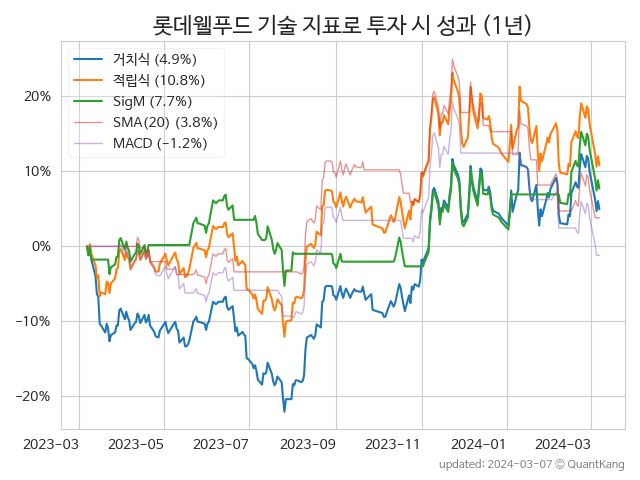 롯데웰푸드 기술 지표로 투자 시 성과 (1년)
거치식 (4.9%)
적립식 (10.8%)
SigM (7.7%)
SMA(20) (3.8%)
MACD (−1.2%)
20%
10%
0%
−10%
−20%
2023−03 2023−05 2023−07 2023−09 2023−11 2024−01 2024−03
updated: 2024−03−07 © QuantKang